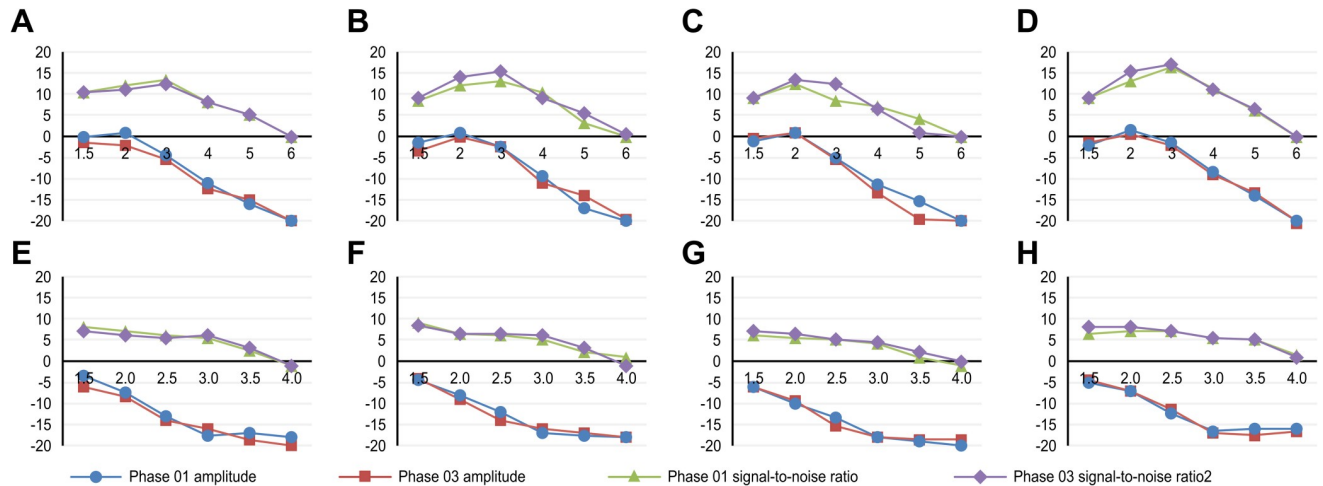 A B C D
20 20 20 20
15 15 15 15
10 10 10 10
5 5 5 5
0 0 0 0
1.5 2 3 4 5 6 1.5 2 3 4 5 6 1.5 2 3 4 5 6 1.5 2 3 4 5 6
-5 -5 -5 -5
-10 -10 -10 -10
-15 -15 -15 -15
-20 -20 -20 -20
E F G H
20 20 20 20
15 15 15 15
10 10 10 10
5 5 5 5
0 0 0 0
1.5 2.0 2.5 3.0 3.5 4.0 1.5 2.0 2.5 3.0 3.5 4.0 1.5 2.0 2.5 3.0 3.5 4.0 1.5 2.0 2.5 3.0 3.5 4.0
-5 -5 -5 -5
-10 -10 -10 -10
-15 -15 -15 -15
-20 -20 -20 -20
Phase 01 amplitude Phase 03 amplitude Phase 01 signal-to-noise ratio Phase 03 signal-to-noise ratio2